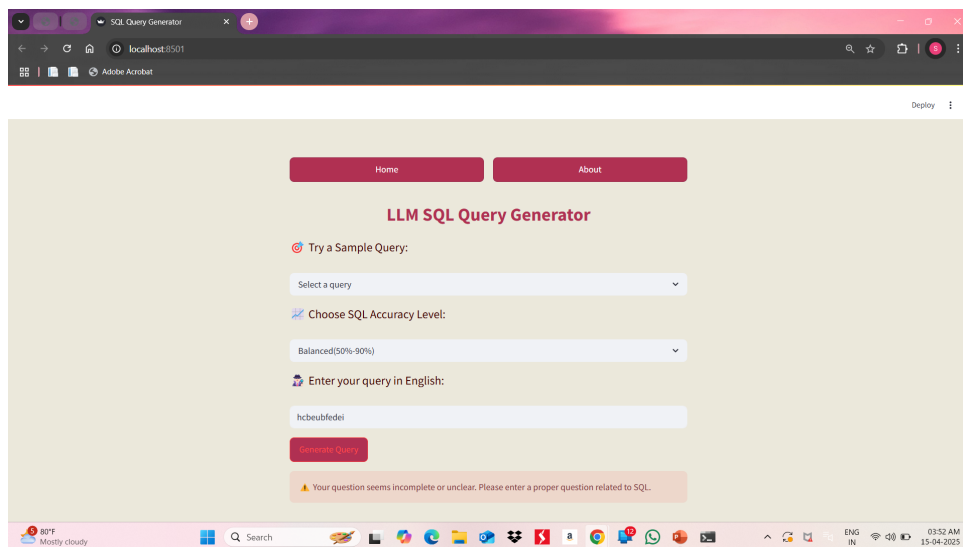 SQL Query Generator
localhost:8501
S
Adobe Acrobat
Deploy
Home
About
LLM SQL Query Generator
Try a Sample Query:
Select a query
Choose SQL Accuracy Level:
Balanced(50%-90%)
Enter your query in English:
hcbeubfedei
Generate Query
Your question seems incomplete or unclear. Please enter a proper question related to SQL.
5
80°F
Mostly cloudy
Search
a
12
ENG
IN
03:52 AM
15-04-2025